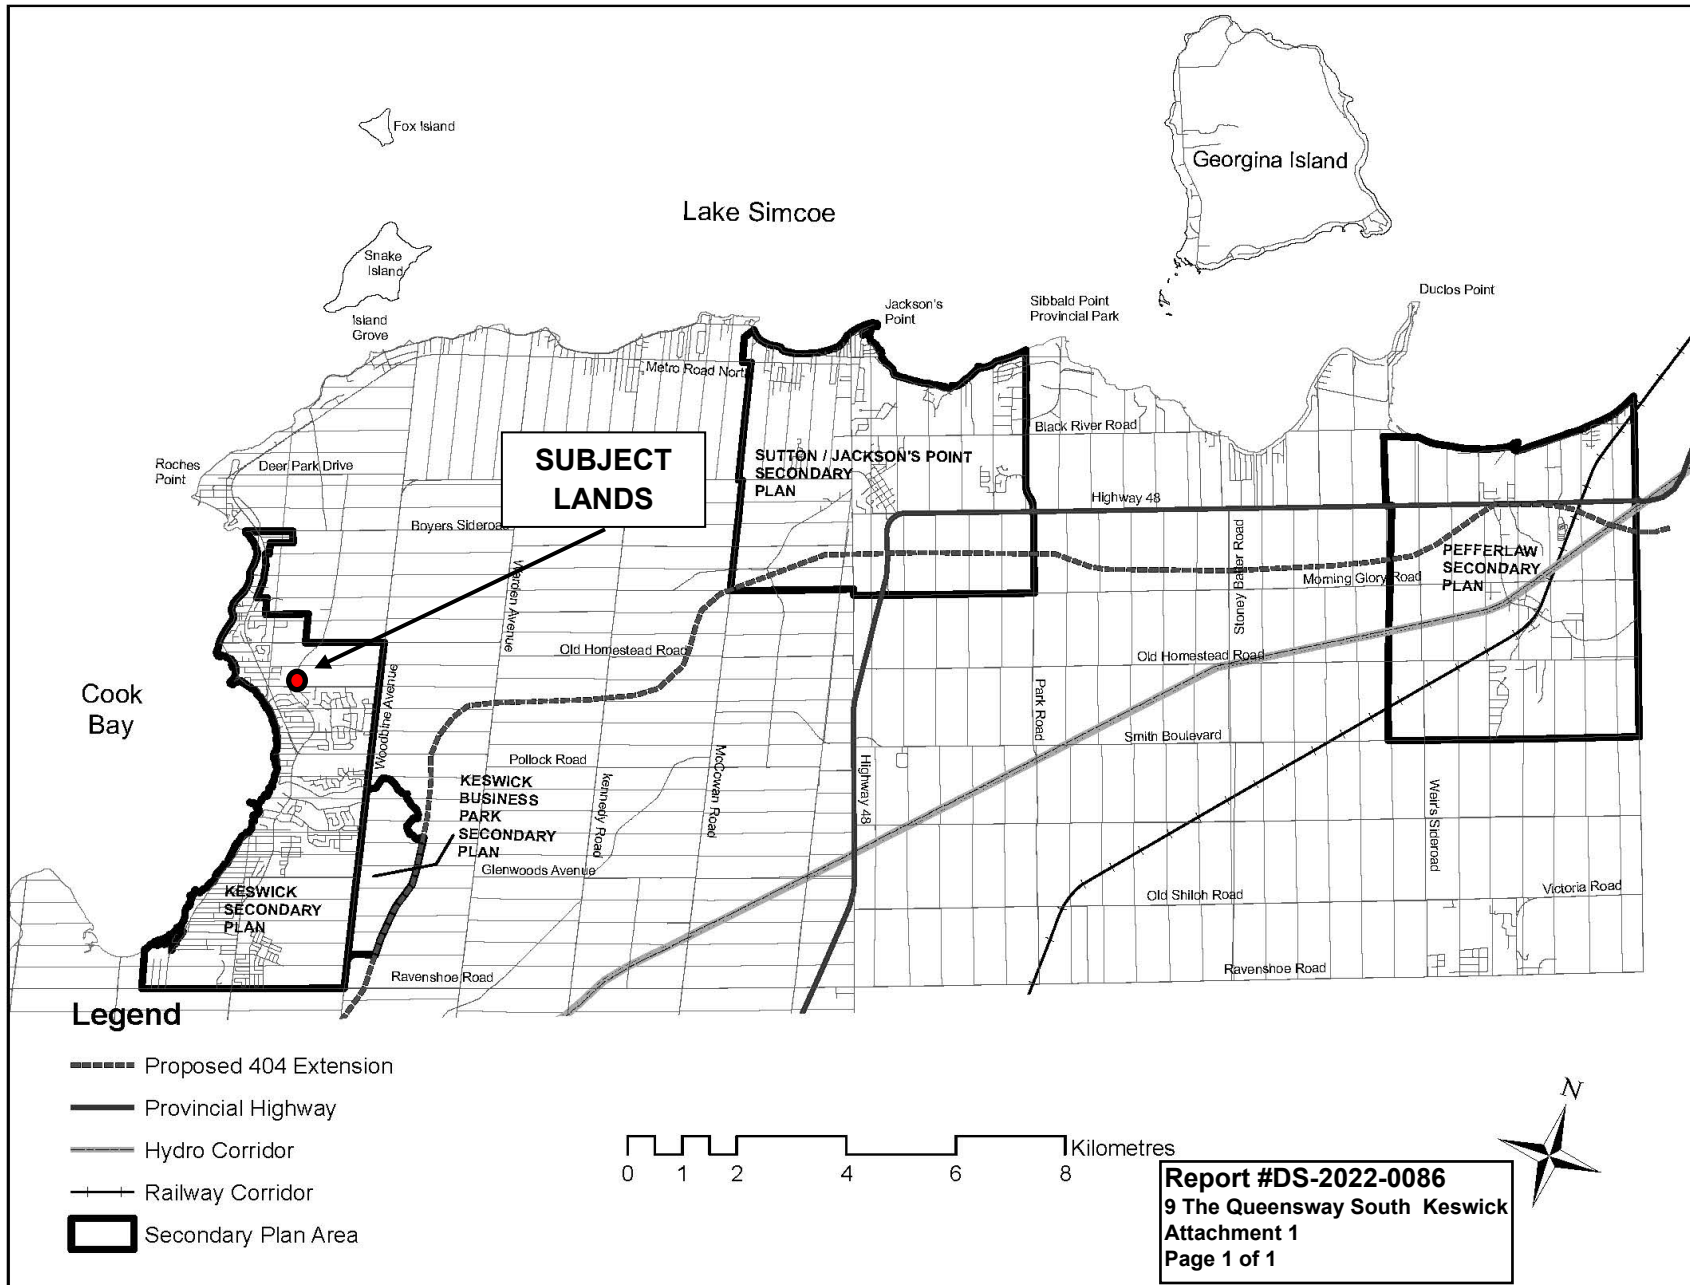 Fox Island
Georgina Island
Lake Simcoe
Snake
Island
Island
Grove
Jackson's
Point
Sibbald Point
Provincial Park
Duclos Point
Metro Road North
Black River Road
SUBJECT
LANDS
SUTTON / JACKSON'S POINT
SECONDARY
PLAN
Roches
Point
Deer Park Drive
Highway 48
Boyers Sideroad
Warden Avenue
Stoney Batter Road
PEFFERLAW
SECONDARY
PLAN
Morning Glory Road
Old Homestead Road
Old Homestead Road
Cook
Bay
Woodbine Avenue
Park Road
Smith Boulevard
Pollock Road
McCowan Road
Highway 48
kennedy Road
Weir's Sideroad
KESWICK
BUSINESS
PARK
SECONDARY
PLAN
Glenwoods Avenue
KESWICK
SECONDARY
PLAN
Old Shiloh Road
Victoria Road
Ravenshoe Road
Ravenshoe Road
Legend
Proposed 404 Extension
Provincial Highway
Hydro Corridor
Railway Corridor
Secondary Plan Area
Kilometres
0 1 2 4 6 8
N
Report #DS-2022-0086
9 The Queensway South Keswick
Attachment 1
Page 1 of 1